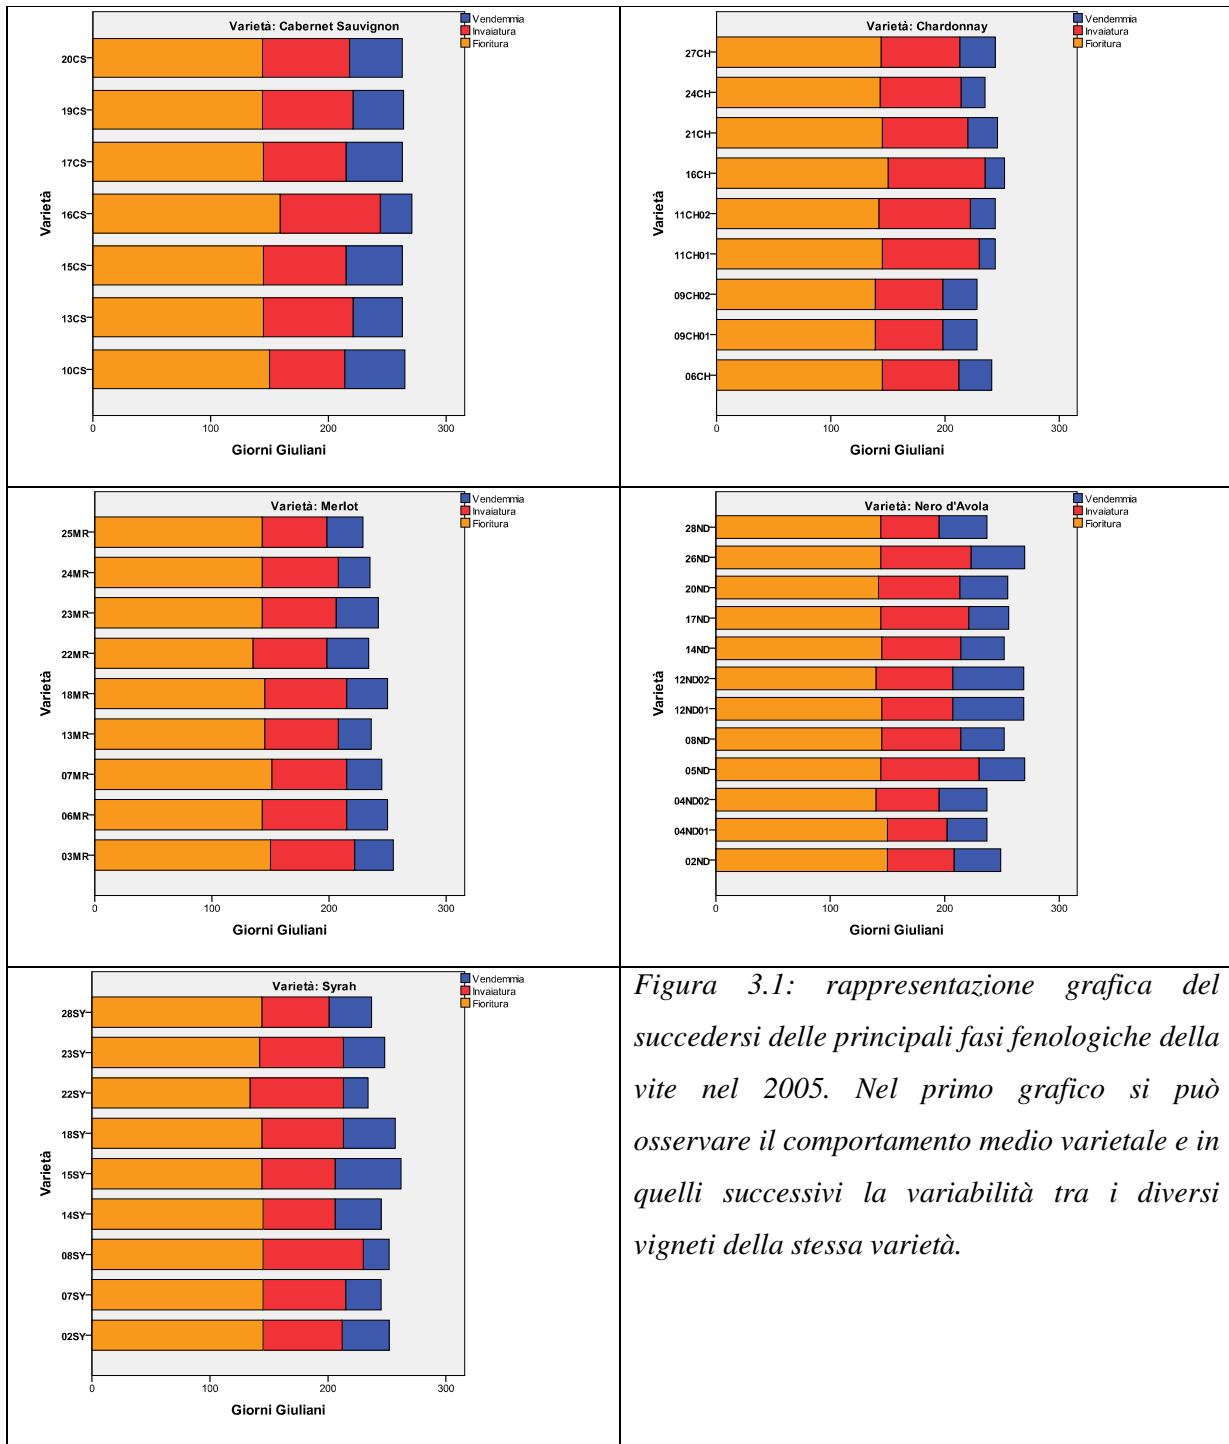 Varietà: Cabernet Sauvignon
Vendemmia
Invaiatura
Fioritura
Varietà
20CS
19CS
17CS
16CS
15CS
13CS
10CS
0 100 200 300
Giorni Giuliani
Varietà: Chardonnay
Vendemmia
Invaiatura
Fioritura
Varietà
27CH
24CH
21CH
16CH
11CH02
11CH01
09CH02
09CH01
06CH
0 100 200 300
Giorni Giuliani
Varietà: Merlot
Vendemmia
Invaiatura
Fioritura
Varietà
25MR
24MR
23MR
22MR
18MR
13MR
07MR
06MR
03MR
0 100 200 300
Giorni Giuliani
Varietà: Nero d'Avola
Vendemmia
Invaiatura
Fioritura
Varietà
28ND
26ND
20ND
17ND
14ND
12ND02
12ND01
08ND
05ND
04ND02
04ND01
02ND
0 100 200 300
Giorni Giuliani
Varietà: Syrah
Vendemmia
Invaiatura
Fioritura
Varietà
28SY
23SY
22SY
18SY
15SY
14SY
08SY
07SY
02SY
0 100 200 300
Giorni Giuliani
Figura 3.1: rappresentazione grafica del
succedersi delle principali fasi fenologiche della
vite nel 2005. Nel primo grafico si può
osservare il comportamento medio varietale e in
quelli successivi la variabilità tra i diversi
vigneti della stessa varietà.